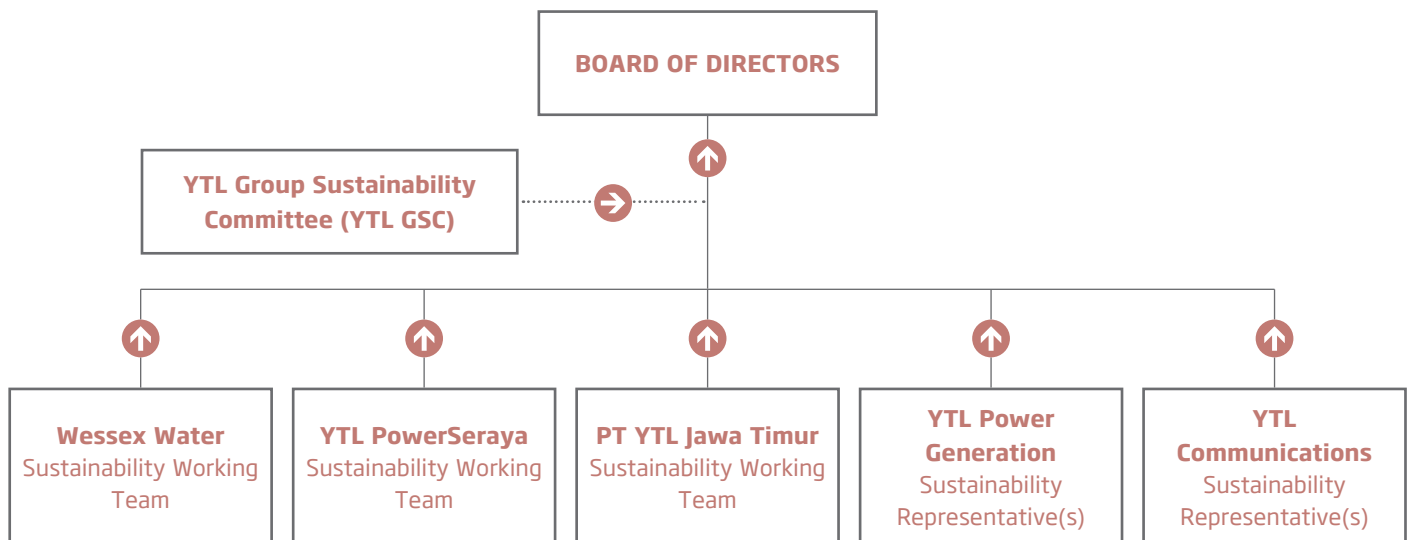 BOARD OF DIRECTORS
YTL Group Sustainability
Committee (YTL GSC)
Wessex Water
Sustainability Working
Team
YTL PowerSeraya
Sustainability Working
Team
PT YTL Jawa Timur
Sustainability Working
Team
YTL Power
Generation
Sustainability
Representative(s)
YTL
Communications
Sustainability
Representative(s)